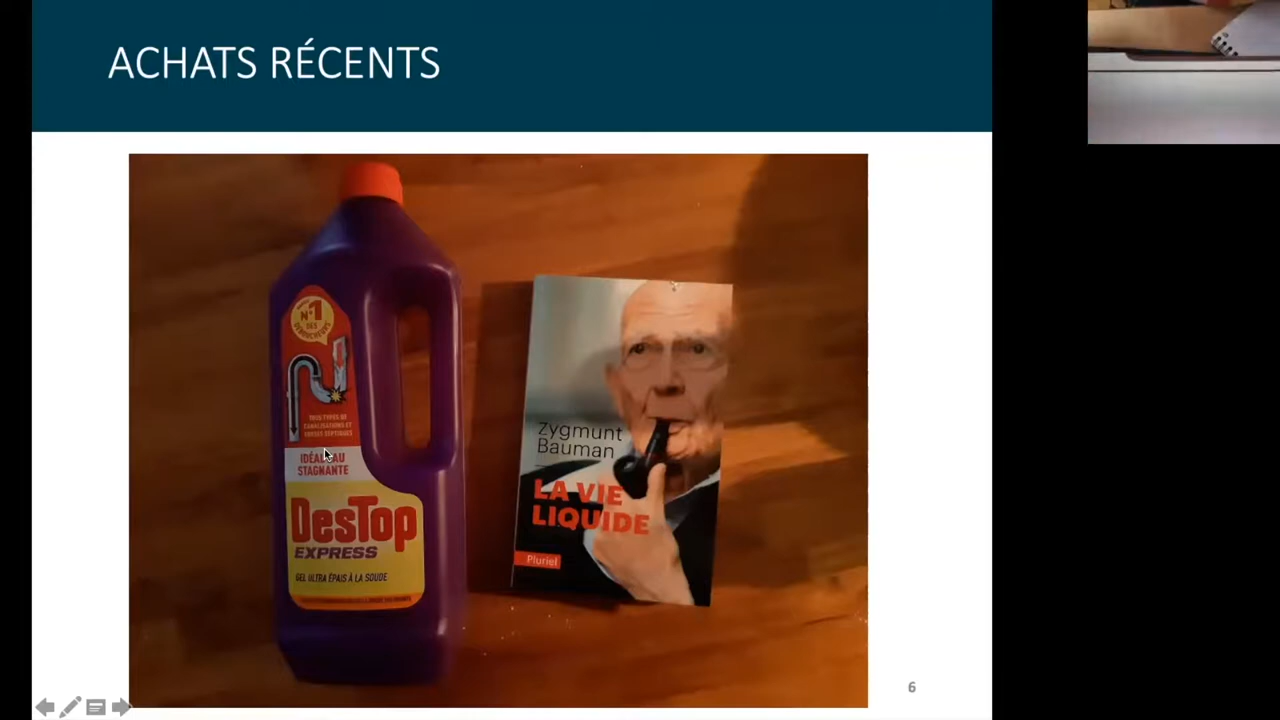 ACHATS RÉCENTS
N°1
DES
DÉBOUCHEURS
TOUS TYPES DE
CANALISATIONS ET
FOSSES SEPTIQUES
IDÉAL EAU
STAGNANTE
DesTop
EXPRESS
GEL ULTRA ÉPAIS À LA SOUDE
Zygmunt
Bauman
LA VIE
LIQUIDE
Pluriel
6